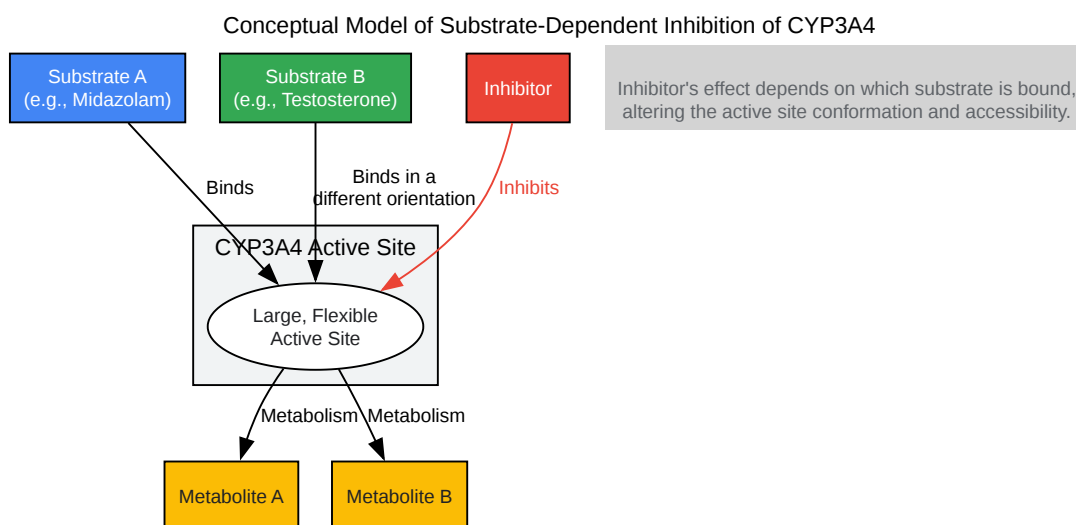 Conceptual Model of Substrate-Dependent Inhibition of CYP3A4
Substrate A
(e.g., Midazolam)
Substrate B
(e.g., Testosterone)
Inhibitor
Inhibitor's effect depends on which substrate is bound,
altering the active site conformation and accessibility.
Binds
Binds in a
different orientation
Inhibits
CYP3A4 Active Site
Large, Flexible
Active Site
Metabolism
Metabolism
Metabolite A
Metabolite B